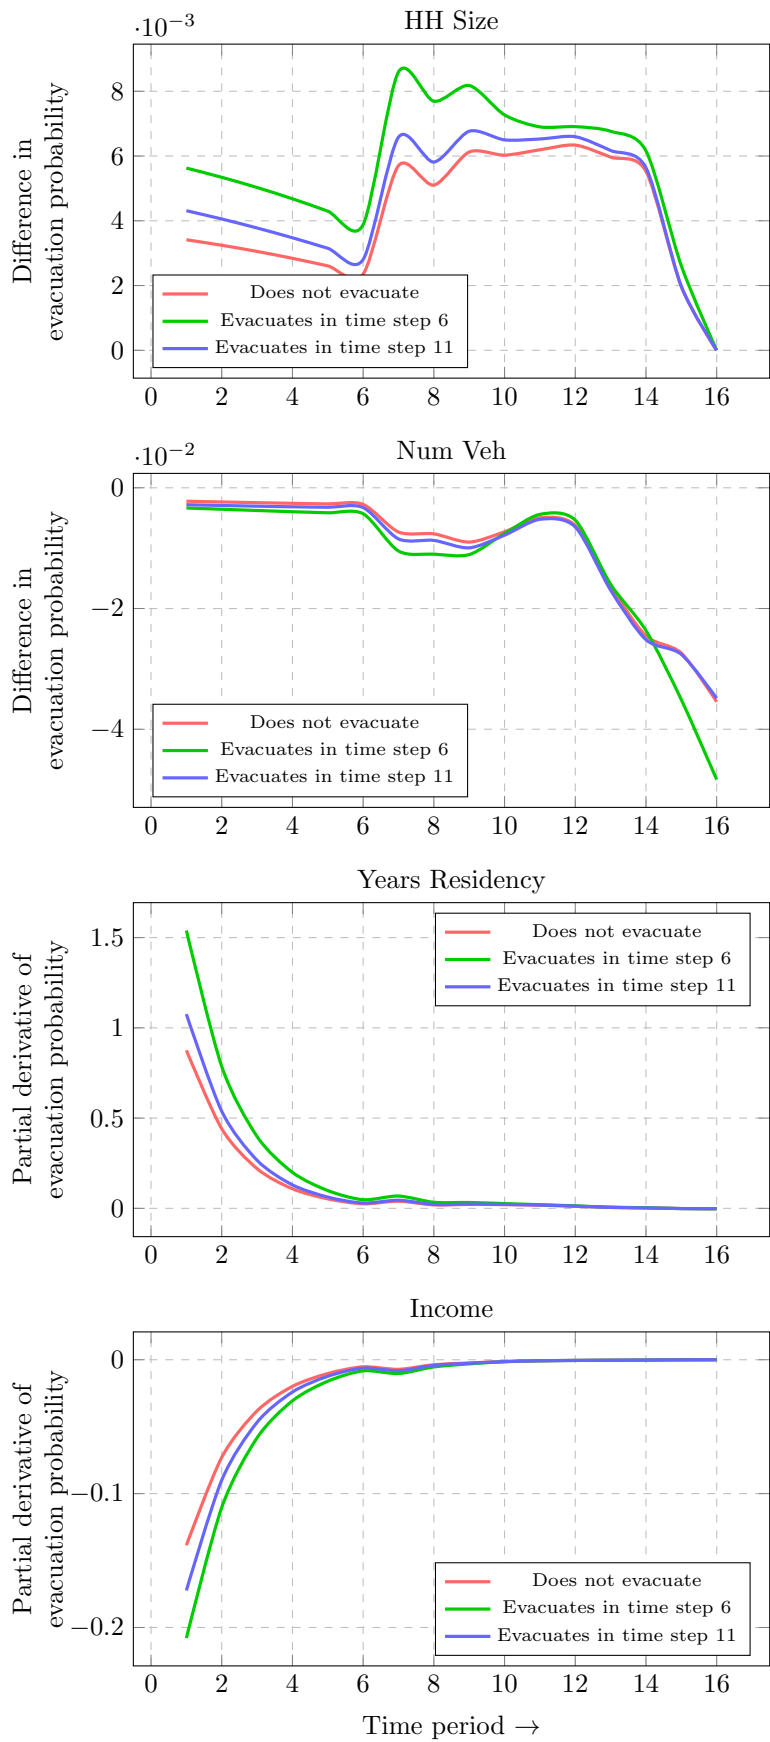 HH Size
·10⁻³
Difference in
evacuation probability
8
6
4
2
0
Does not evacuate
Evacuates in time step 6
Evacuates in time step 11
0 2 4 6 8 10 12 14 16
Num Veh
·10⁻²
Difference in
evacuation probability
0
−2
−4
Does not evacuate
Evacuates in time step 6
Evacuates in time step 11
0 2 4 6 8 10 12 14 16
Years Residency
Partial derivative of
evacuation probability
1.5
1
0.5
0
Does not evacuate
Evacuates in time step 6
Evacuates in time step 11
0 2 4 6 8 10 12 14 16
Income
Partial derivative of
evacuation probability
0
−0.1
−0.2
Does not evacuate
Evacuates in time step 6
Evacuates in time step 11
0 2 4 6 8 10 12 14 16
Time period →